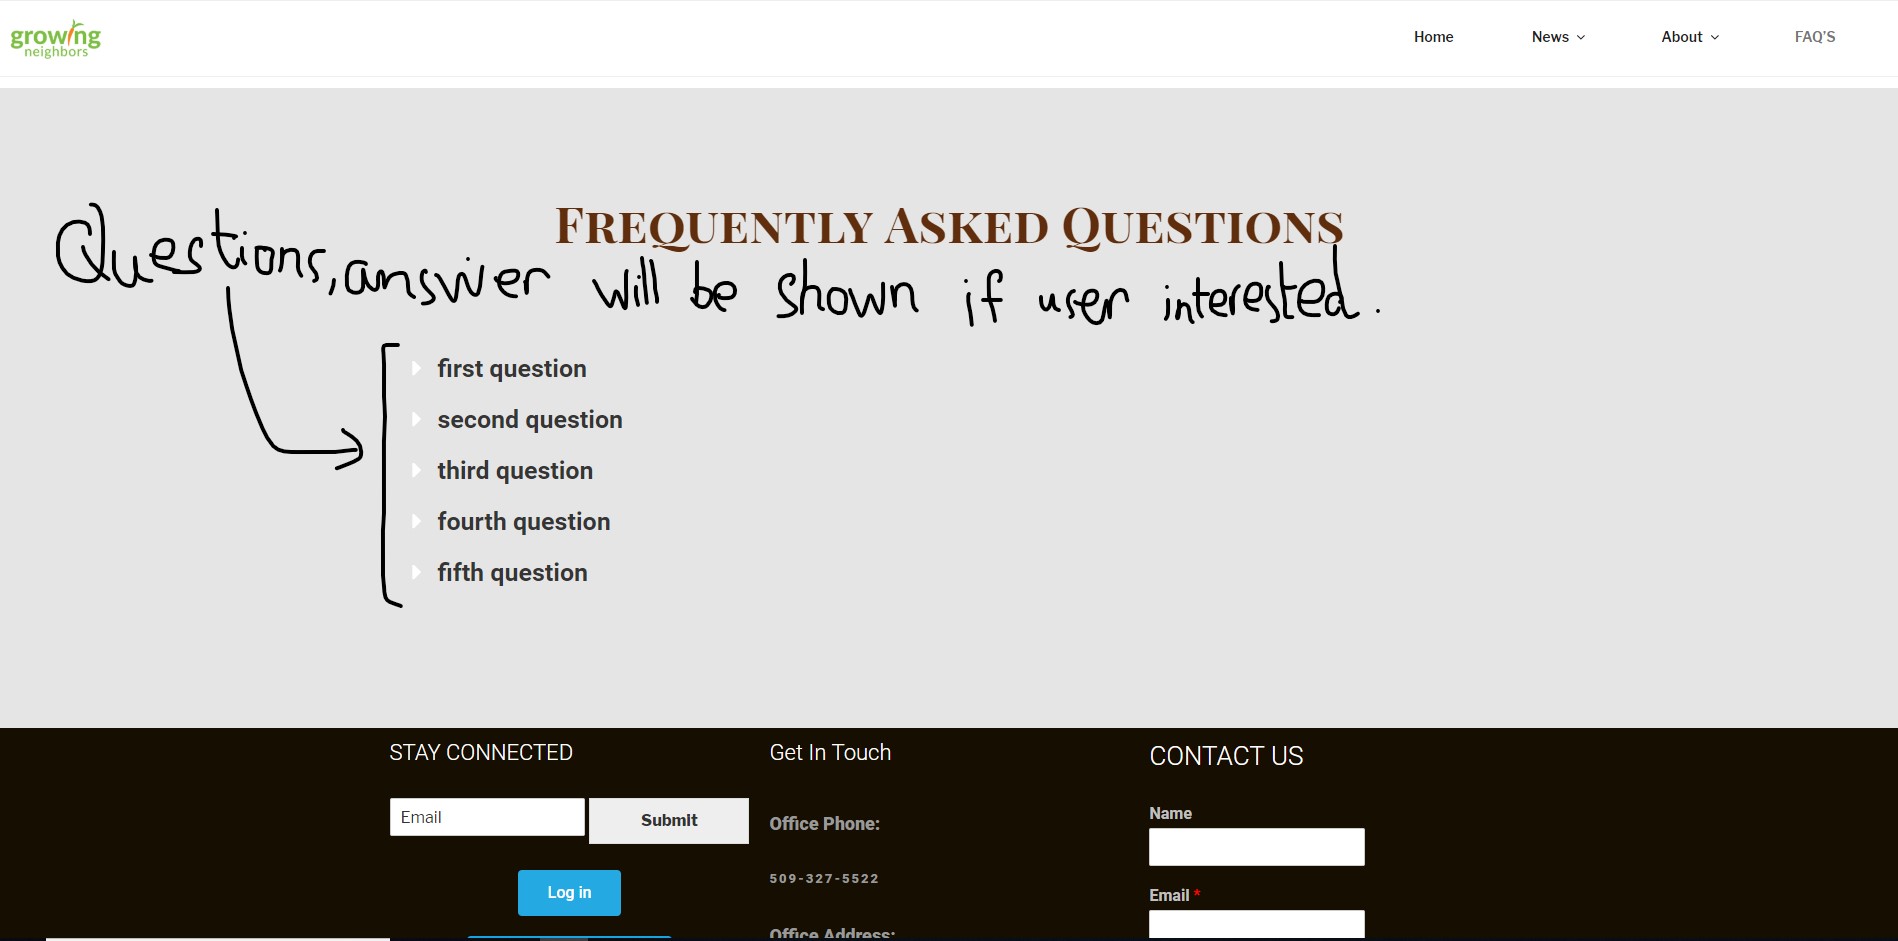 growing
neighbors
Home News About FAQ'S
FREQUENTLY ASKED QUESTIONS
Questions, answer will be shown if user interested.
first question
second question
third question
fourth question
fifth question
STAY CONNECTED
Email Submit
Log in
Get In Touch
Office Phone:
509-327-5522
Office Address:
CONTACT US
Name
Email *